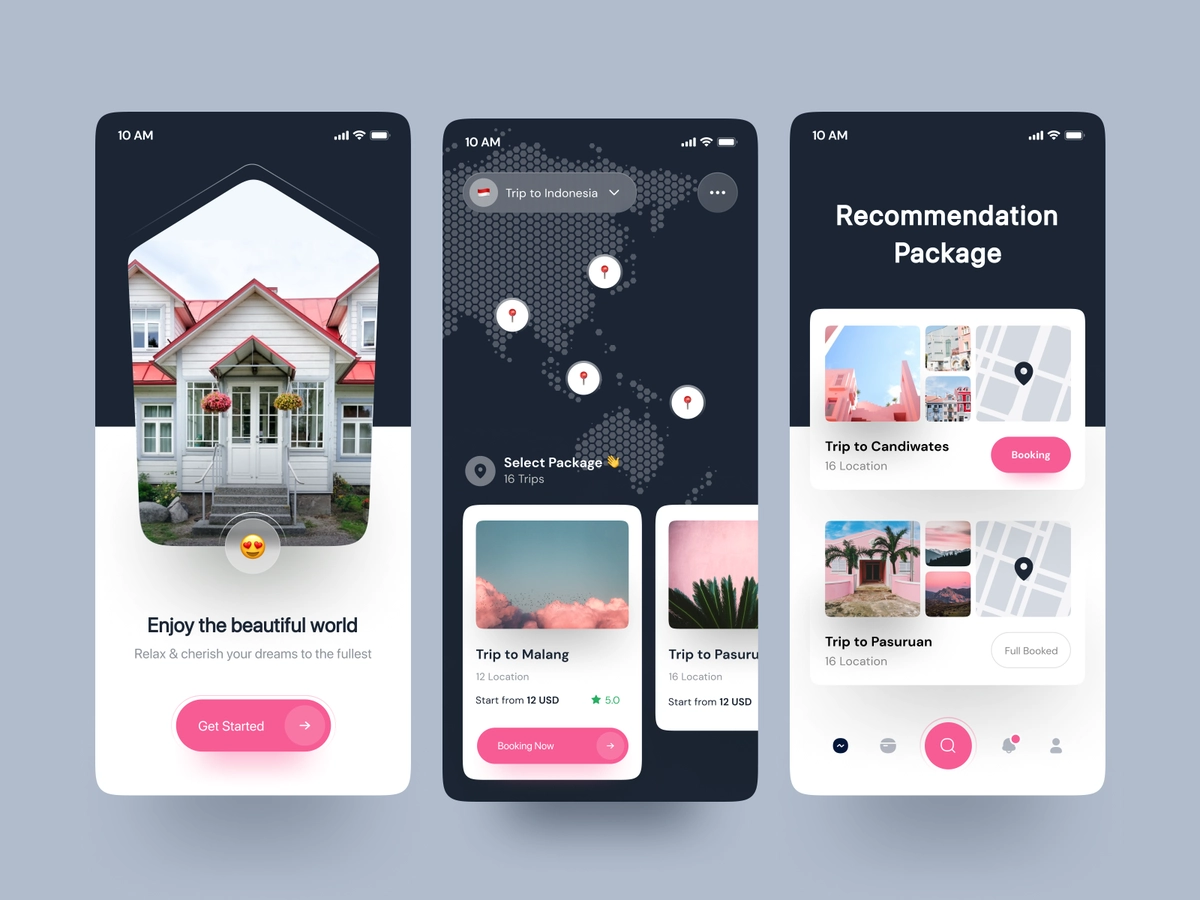 10 AM
Enjoy the beautiful world
Relax & cherish your dreams to the fullest
Get Started
10 AM
Trip to Indonesia
Select Package 👋
16 Trips
Trip to Malang
12 Location
Start from 12 USD
5.0
Booking Now
Trip to Pasuru
16 Location
Start from 12 USD
10 AM
Recommendation
Package
Trip to Candiwates
16 Location
Booking
Trip to Pasuruan
16 Location
Full Booked